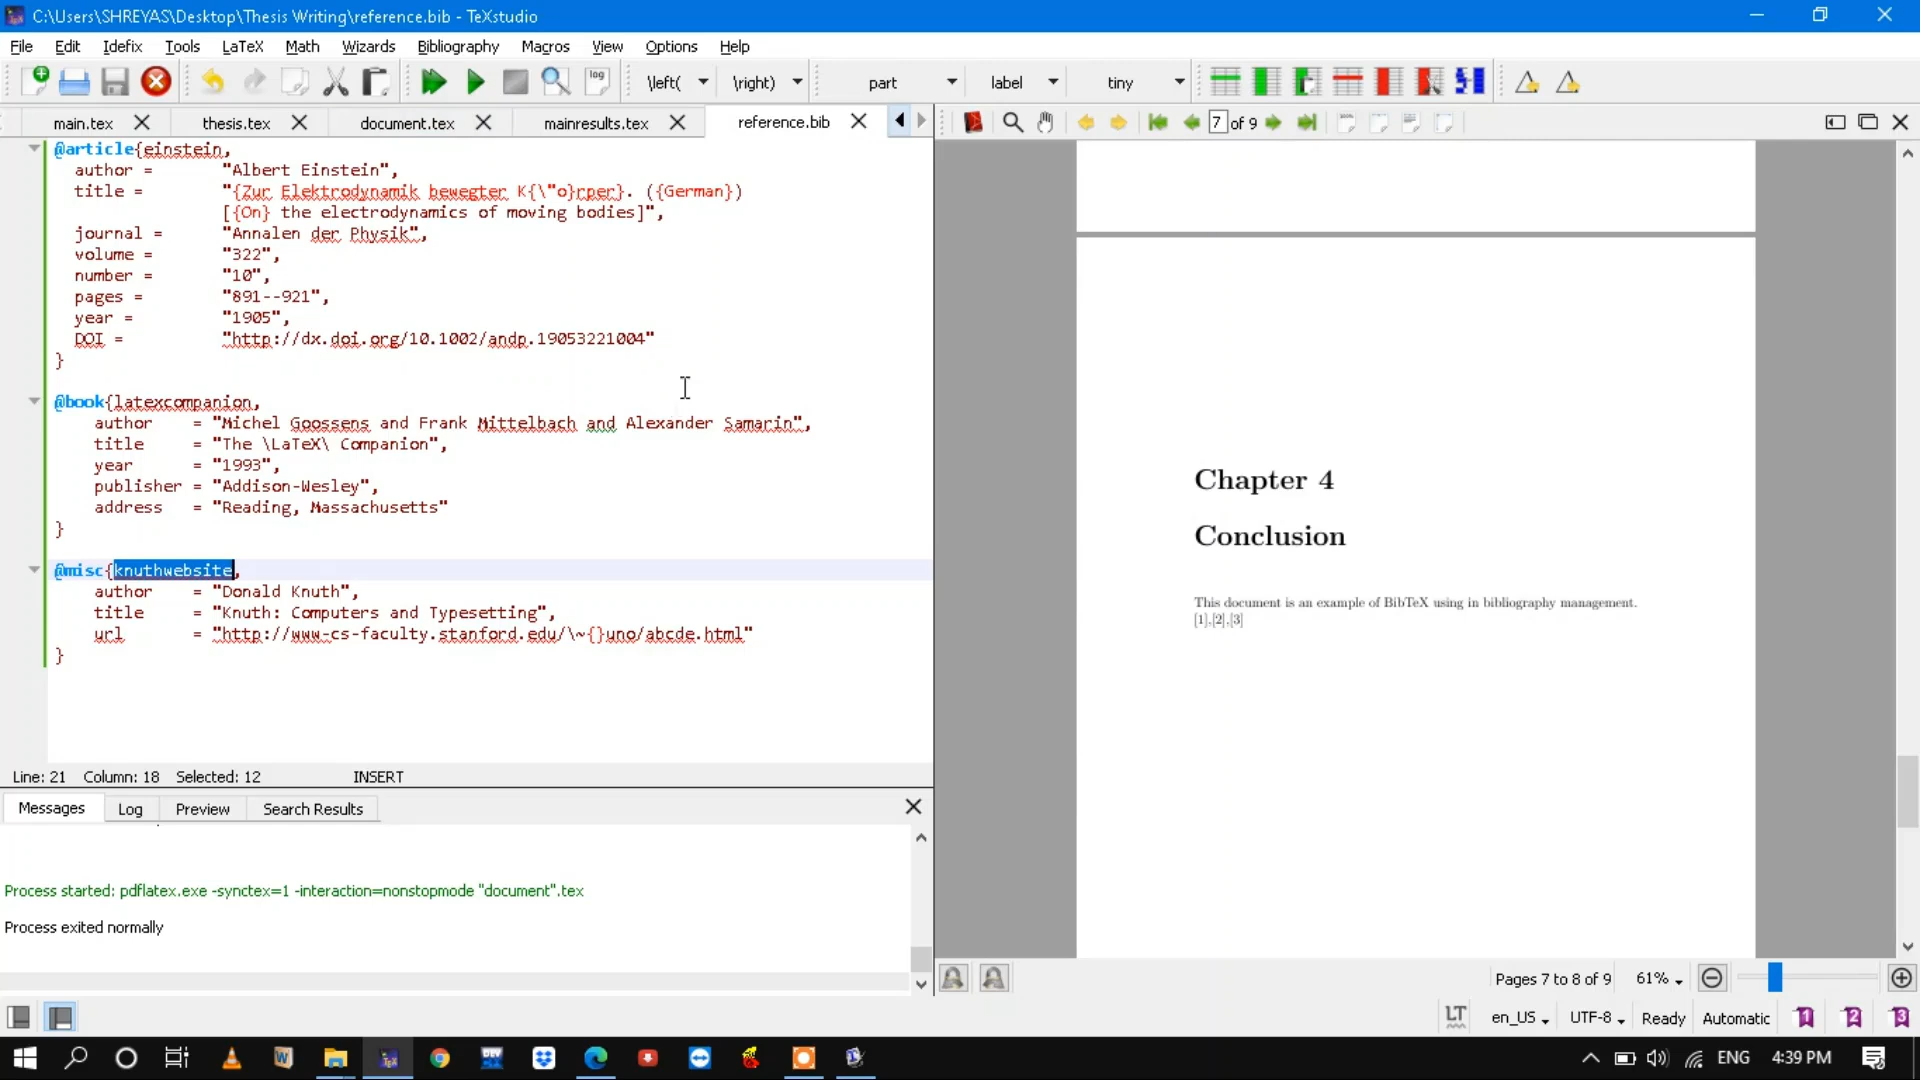 C:\Users\SHREYAS\Desktop\Thesis Writing\reference.bib - TeXstudio
File Edit Idefix Tools LaTeX Math Wizards Bibliography Macros View Options Help
log \left( \right) part label tiny
main.tex thesis.tex document.tex mainresults.tex reference.bib
7 of 9
@article{einstein,
author = "Albert Einstein",
title = "{Zur Elektrodynamik bewegter K{\"o}rper}. ({German})
[{On} the electrodynamics of moving bodies]",
journal = "Annalen der Physik",
volume = "322",
number = "10",
pages = "891--921",
year = "1905",
DOI = "http://dx.doi.org/10.1002/andp.19053221004"
}
@book{latexcompanion,
author = "Michel Goossens and Frank Mittelbach and Alexander Samarin",
title = "The \LaTeX\ Companion",
year = "1993",
publisher = "Addison-Wesley",
address = "Reading, Massachusetts"
}
@misc{knuthwebsite,
author = "Donald Knuth",
title = "Knuth: Computers and Typesetting",
url = "http://www-cs-faculty.stanford.edu/\~{}uno/abcde.html"
}
Line: 21 Column: 18 Selected: 12 INSERT
Messages Log Preview Search Results
Process started: pdflatex.exe -synctex=1 -interaction=nonstopmode "document".tex
Process exited normally
Chapter 4
Conclusion
This document is an example of BibTeX using in bibliography management.
[1],[2],[3]
Pages 7 to 8 of 9 61%
LT en_US UTF-8 Ready Automatic 1 2 3
W DEV ENG 4:39 PM